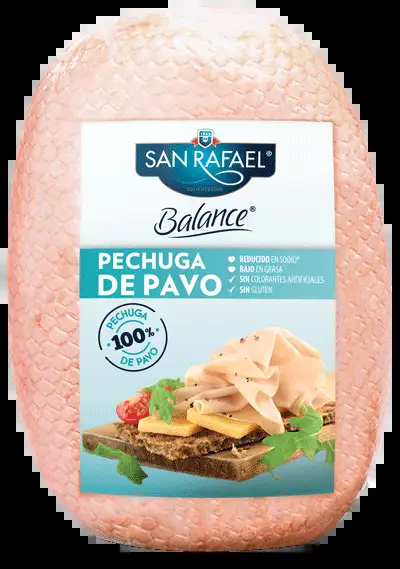 SAN RAFAEL®
Balance®
PECHUGA
DE PAVO
REDUCIDO EN SODIO*
BAJO EN GRASA
SIN COLORANTES ARTIFICIALES
SIN GLUTEN
PECHUGA
100%
DE PAVO